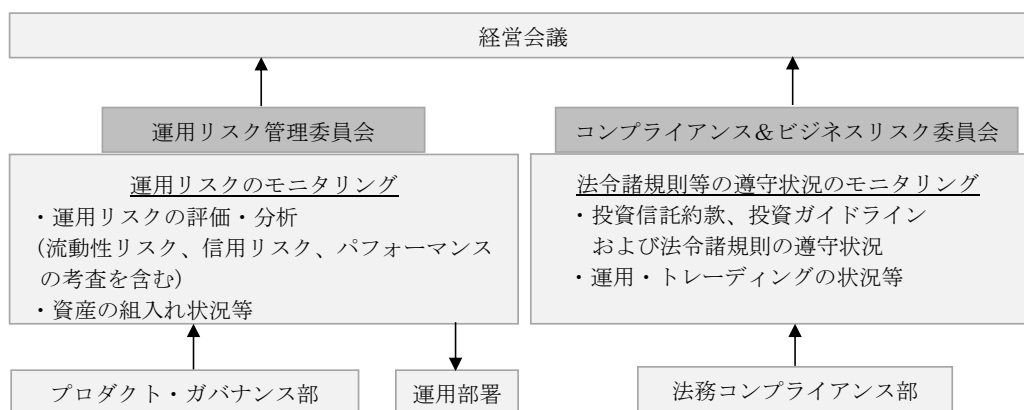 経営会議
運用リスク管理委員会
運用リスクのモニタリング
・運用リスクの評価・分析
(流動性リスク、信用リスク、パフォーマンス
の考査を含む)
・資産の組入れ状況等
プロダクト・ガバナンス部
運用部署
コンプライアンス＆ビジネスリスク委員会
法令諸規則等の遵守状況のモニタリング
・投資信託約款、投資ガイドライン
および法令諸規則の遵守状況
・運用・トレーディングの状況等
法務コンプライアンス部